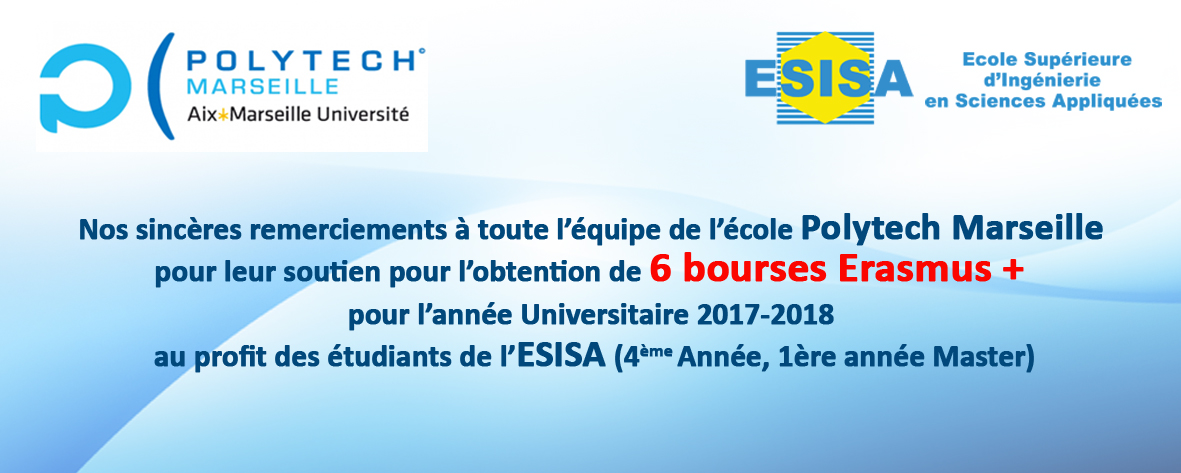 POLYTECH©
MARSEILLE
Aix*Marseille Université
ESISA
Ecole Supérieure
d'Ingénierie
en Sciences Appliquées
Nos sincères remerciements à toute l'équipe de l'école Polytech Marseille
pour leur soutien pour l'obtention de 6 bourses Erasmus +
pour l'année Universitaire 2017-2018
au profit des étudiants de l'ESISA (4ème Année, 1ère année Master)